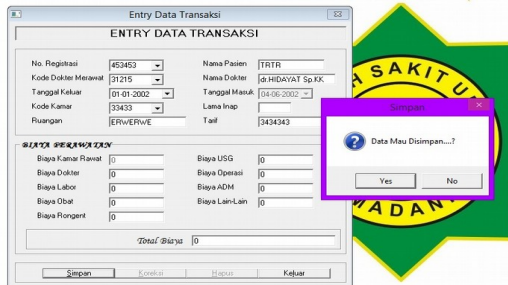 Entry Data Transaksi
ENTRY DATA TRANSAKSI
No. Registrasi 453453 Nama Pasien TRTR
Kode Dokter Merawat 31215 Nama Dokter dr.HIDAYAT Sp.KK
Tanggal Keluar 01-01-2002 Tanggal Masuk 04-06-2002
Kode Kamar 33433 Lama Inap
Ruangan ERWERWE Tarif 3434343
BIAYA PERAWATAN
Biaya Kamar Rawat 0 Biaya USG 0
Biaya Dokter 0 Biaya Operasi 0
Biaya Labor 0 Biaya ADM 0
Biaya Obat 0 Biaya Lain-Lain 0
Biaya Rongent 0
Total Biaya 0
Simpan Koreksi Hapus Keluar
H SAKIT U
MADANI
Simpan
Data Mau Disimpan....?
Yes No